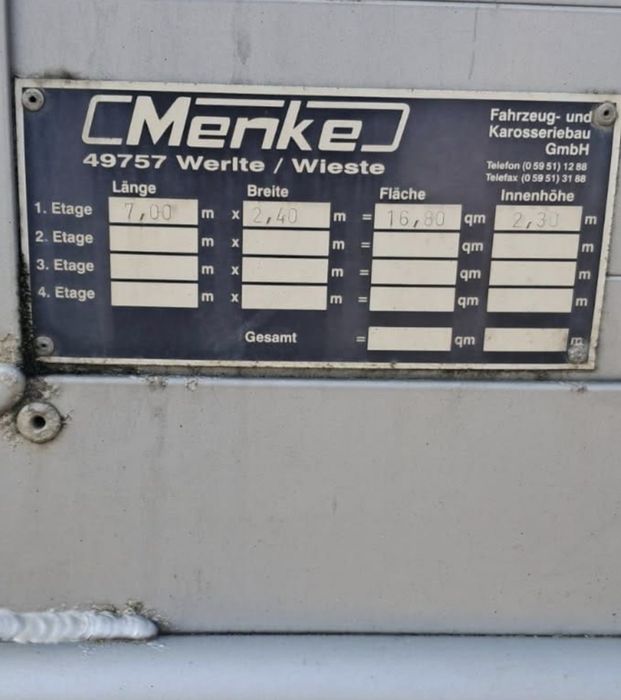 Menke
49757 Werlte / Wieste
Fahrzeug- und
Karosseriebau
GmbH
Telefon (0 59 51) 12 88
Telefax (0 59 51) 31 88
Länge Breite Fläche Innenhöhe
1. Etage 7,00 m x 2,40 m = 16,80 qm 2,30 m
2. Etage m x m = qm m
3. Etage m x m = qm m
4. Etage m x m = qm m
Gesamt = qm m